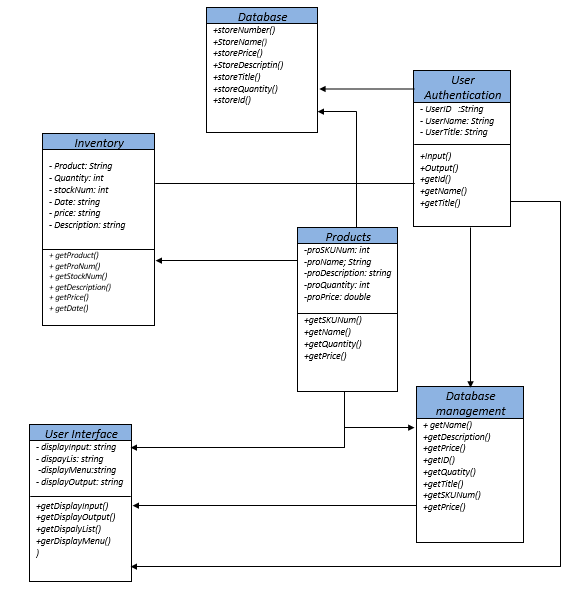 Database
+storeNumber()
+StoreName()
+storePrice()
+StoreDescriptin()
+storeTitle()
+storeQuantity()
+storeId()
User
Authentication
- UserID :String
- UserName: String
- UserTitle: String
+Input()
+Output()
+getId()
+getName()
+getTitle()
Inventory
- Product: String
- Quantity: int
- stockNum: int
- Date: string
- price: string
- Description: string
+ getProduct()
+ getProNum()
+ getStockNum()
+ getDescription()
+ getPrice()
+ getDate()
Products
-proSKUNum: int
-proName; String
-proDescription: string
-proQuantity: int
-proPrice: double
+getSKUNum()
+getName()
+getQuantity()
+getPrice()
Database
management
+ getName()
+getDescription()
+getPrice()
+getID()
+getQuatity()
+getTitle()
+getSKUNum()
+getPrice()
User Interface
- displayInput: string
- dispayLis: string
-displayMenu:string
- displayOutput: string
+getDisplayInput()
+getDisplayOutput()
+getDispalyList()
+gerDisplayMenu()
)